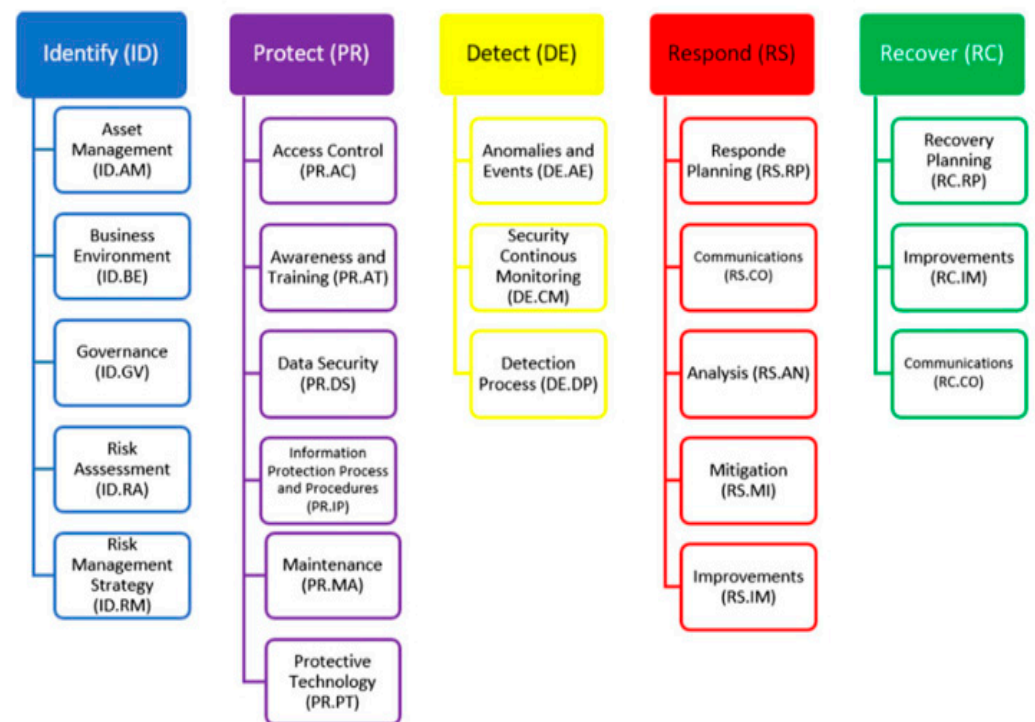 Identify (ID)
Asset
Management
(ID.AM)
Business
Environment
(ID.BE)
Governance
(ID.GV)
Risk
Asssessment
(ID.RA)
Risk
Management
Strategy
(ID.RM)
Protect (PR)
Access Control
(PR.AC)
Awareness and
Training (PR.AT)
Data Security
(PR.DS)
Information
Protection Process
and Procedures
(PR.IP)
Maintenance
(PR.MA)
Protective
Technology
(PR.PT)
Detect (DE)
Anomalies and
Events (DE.AE)
Security
Continous
Monitoring
(DE.CM)
Detection
Process (DE.DP)
Respond (RS)
Responde
Planning (RS.RP)
Communications
(RS.CO)
Analysis (RS.AN)
Mitigation
(RS.MI)
Improvements
(RS.IM)
Recover (RC)
Recovery
Planning
(RC.RP)
Improvements
(RC.IM)
Communications
(RC.CO)